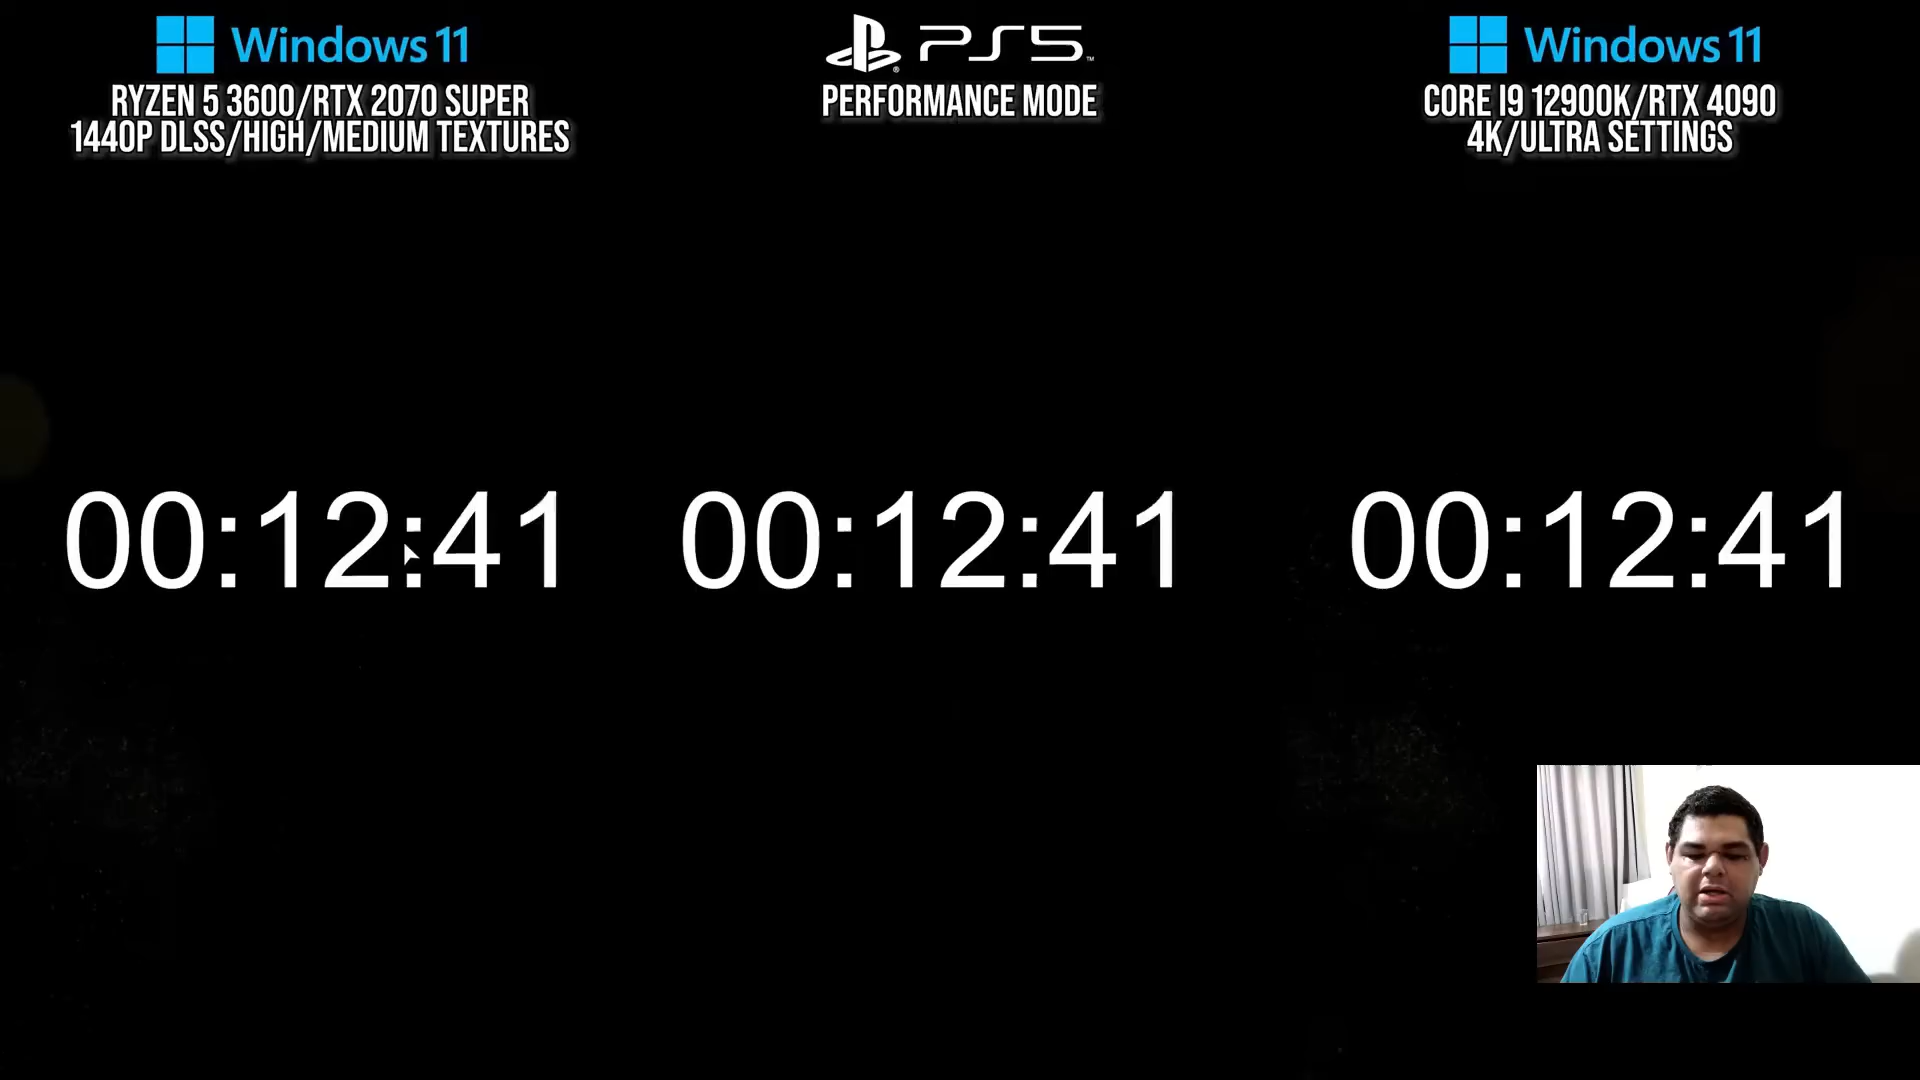 Windows 11
RYZEN 5 3600/RTX 2070 SUPER
1440P DLSS/HIGH/MEDIUM TEXTURES
PS5™
PERFORMANCE MODE
Windows 11
CORE I9 12900K/RTX 4090
4K/ULTRA SETTINGS
00:12:41
00:12:41
00:12:41